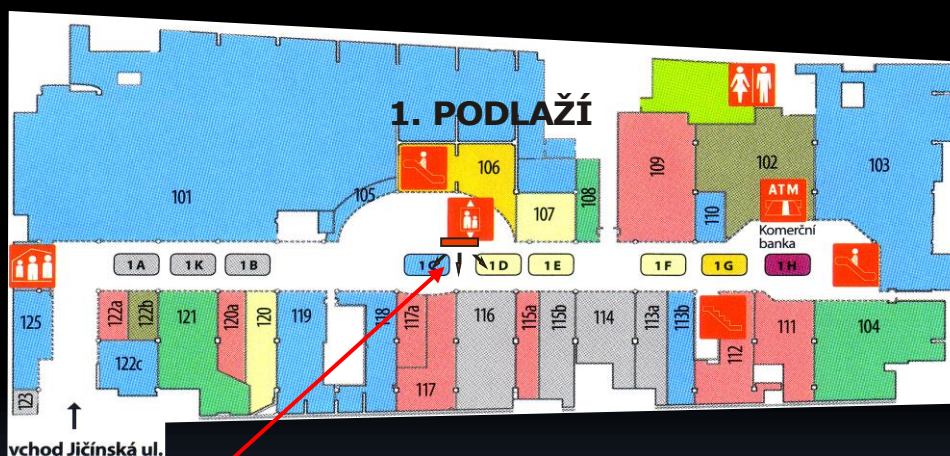 1. PODLAŽÍ
101
105
106
107
108
109
110
102
ATM
Komerční
banka
103
1A
1K
1B
1C
1D
1E
1F
1G
1H
125
123
122a
122b
122c
121
120a
120
119
118
117a
117
116
115a
115b
114
113a
113b
112
111
104
vchod Jičínská ul.